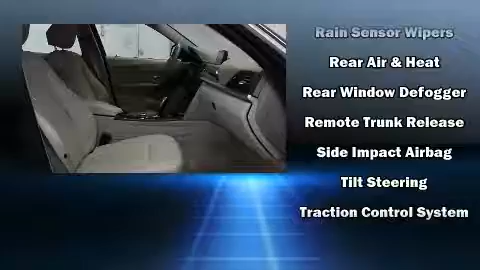 Rain Sensor Wipers
Rear Air & Heat
Rear Window Defogger
Remote Trunk Release
Side Impact Airbag
Tilt Steering
Traction Control System